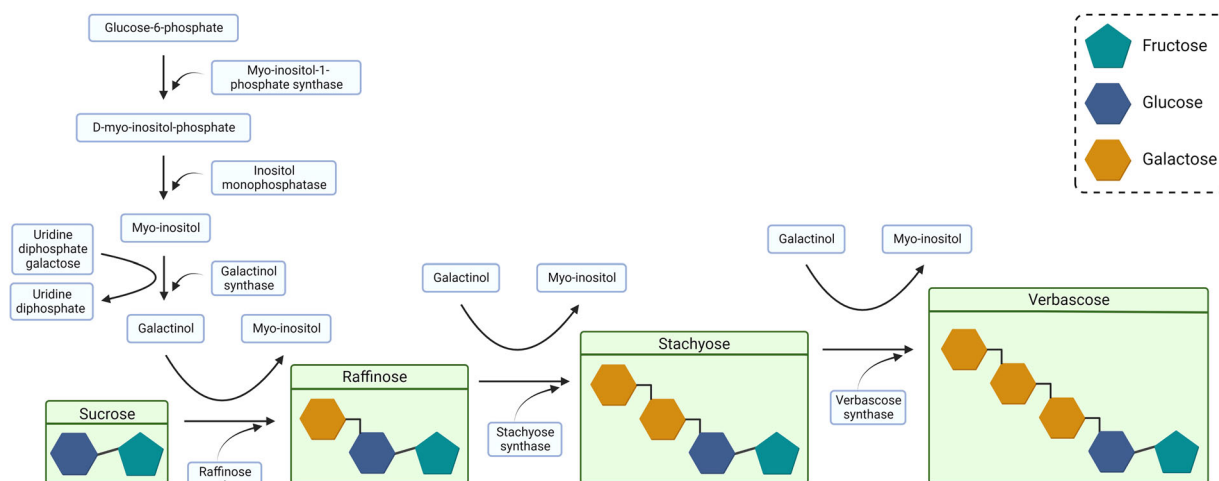 Glucose-6-phosphate
Myo-inositol-1-
phosphate synthase
D-myo-inositol-phosphate
Inositol
monophosphatase
Myo-inositol
Uridine
diphosphate
galactose
Galactinol
synthase
Uridine
diphosphate
Galactinol
Myo-inositol
Sucrose
Raffinose
Raffinose
Galactinol
Myo-inositol
Stachyose
synthase
Stachyose
Galactinol
Myo-inositol
Verbascose
synthase
Verbascose
Fructose
Glucose
Galactose